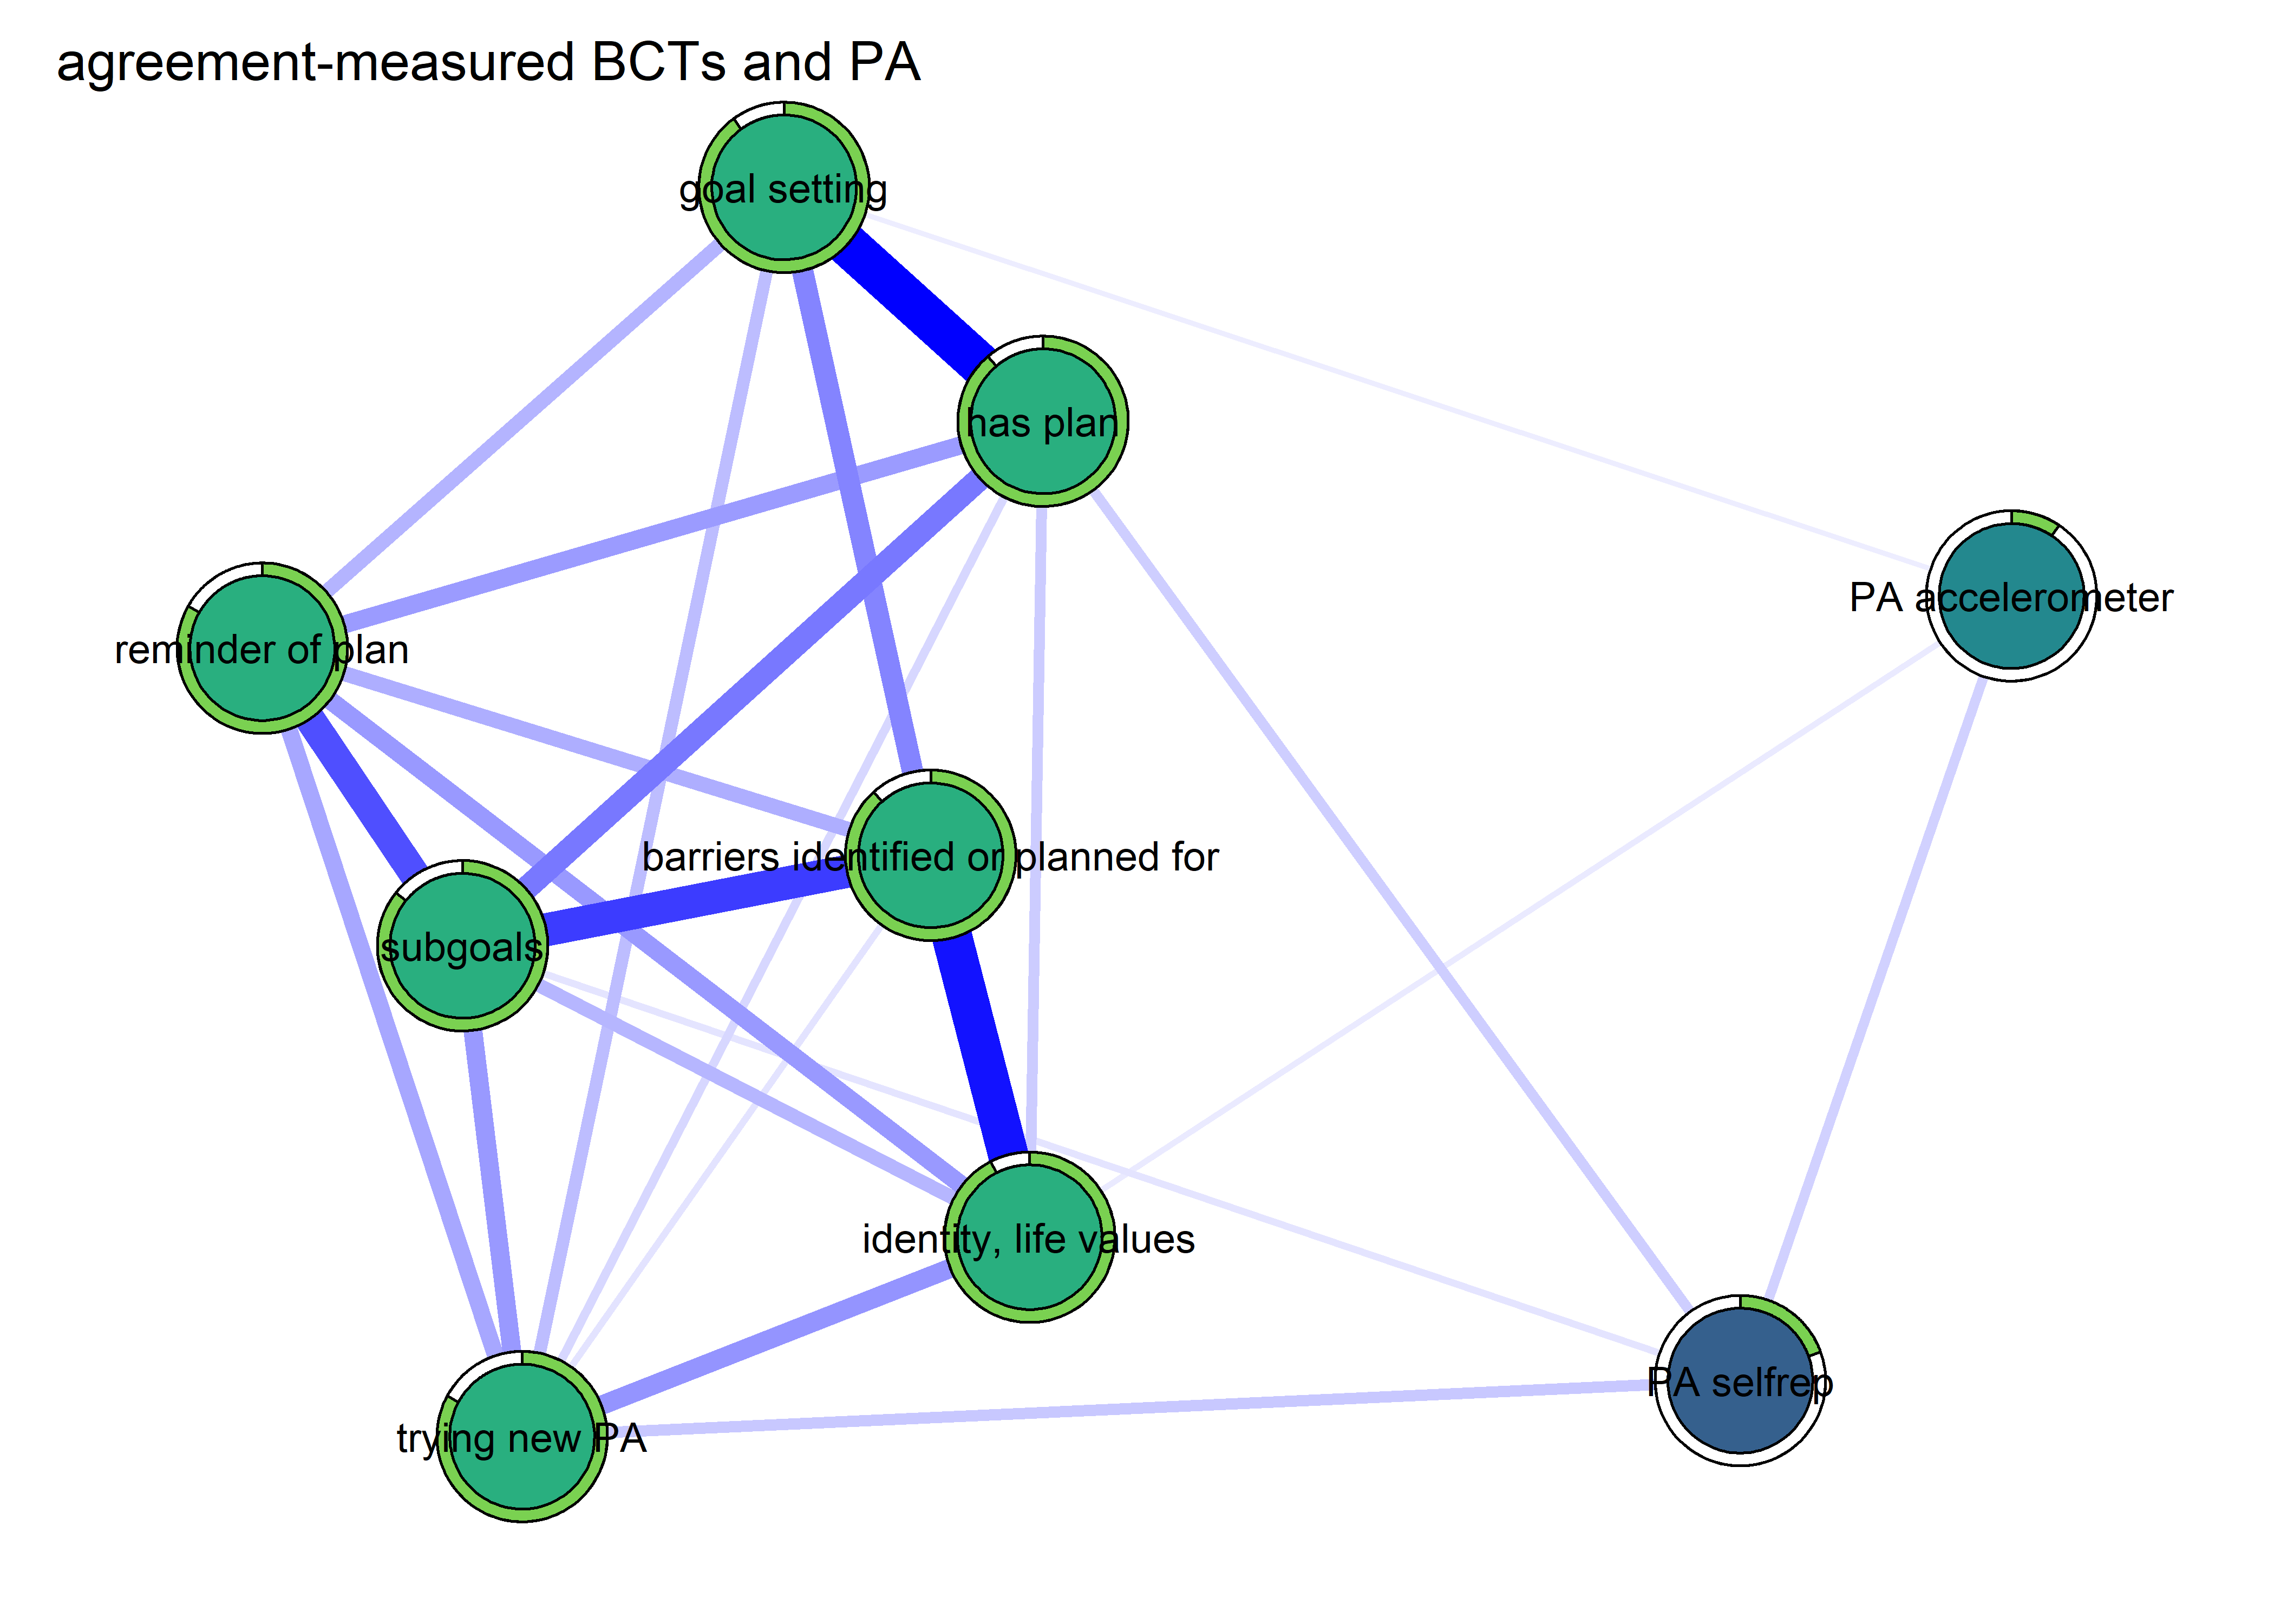 agreement-measured BCTs and PA
goal setting
has plan
PA accelerometer
reminder of plan
barriers identified or planned for
subgoals
identity, life values
PA selfrep
trying new PA